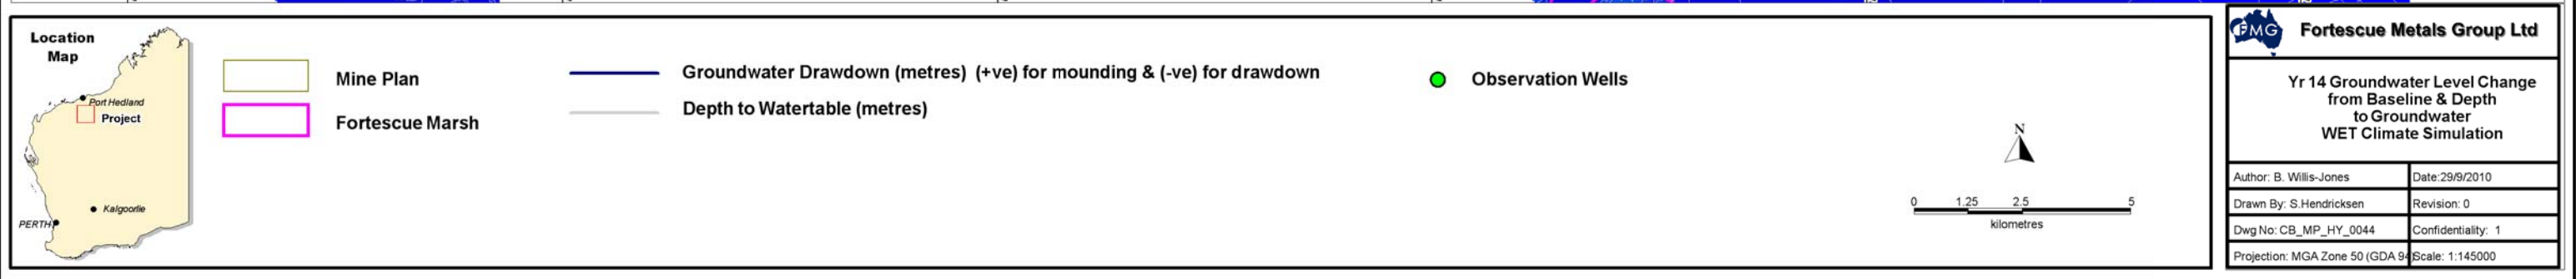 Location
Map
Port Hedland
Project
Kalgoorlie
PERTH
Mine Plan
Fortescue Marsh
Groundwater Drawdown (metres) (+ve) for mounding & (-ve) for drawdown
Depth to Watertable (metres)
Observation Wells
N
0 1.25 2.5 5
kilometres
FMG
Fortescue Metals Group Ltd
Yr 14 Groundwater Level Change
from Baseline & Depth
to Groundwater
WET Climate Simulation
Author: B. Willis-Jones
Date:29/9/2010
Drawn By: S.Hendricksen
Revision: 0
Dwg No: CB_MP_HY_0044
Confidentiality: 1
Projection: MGA Zone 50 (GDA 94
Scale: 1:145000